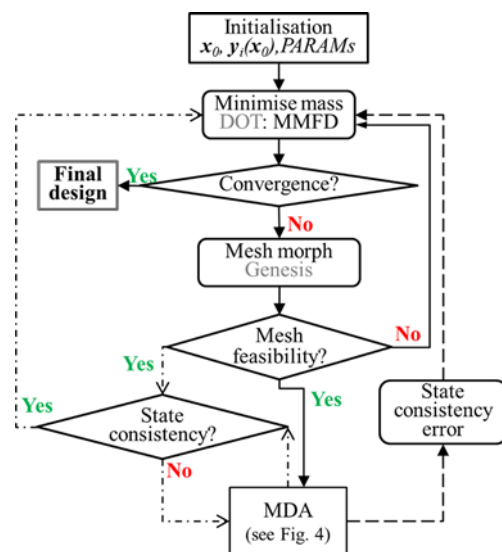 Initialisation
x₀, yᵢ(x₀),PARAMs
Minimise mass
DOT: MMFD
Final
design
Yes
Convergence?
No
Mesh morph
Genesis
Mesh
feasibility?
No
Yes
Yes
Yes
State
consistency?
State
consistency
error
No
MDA
(see Fig. 4)